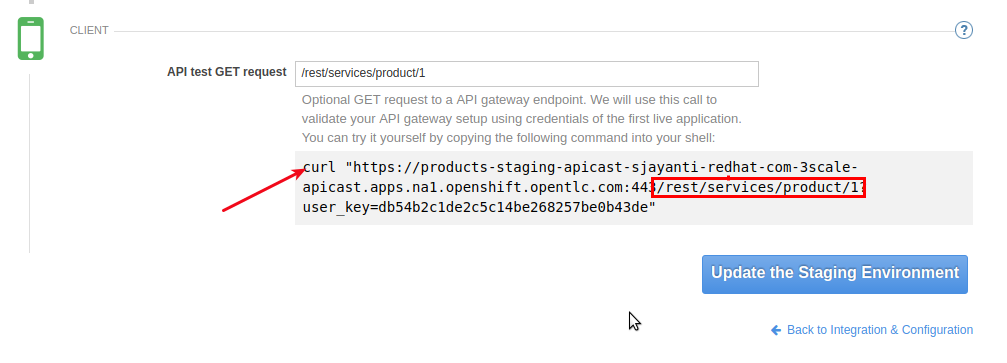 CLIENT
?
API test GET request
/rest/services/product/1
Optional GET request to a API gateway endpoint. We will use this call to
validate your API gateway setup using credentials of the first live application.
You can try it yourself by copying the following command into your shell:
curl "https://products-staging-apicast-sjayanti-redhat-com-3scale-
apicast.apps.na1.openshift.opentlc.com:443/rest/services/product/1?
user_key=db54b2c1de2c5c14be268257be0b43de"
Update the Staging Environment
Back to Integration & Configuration